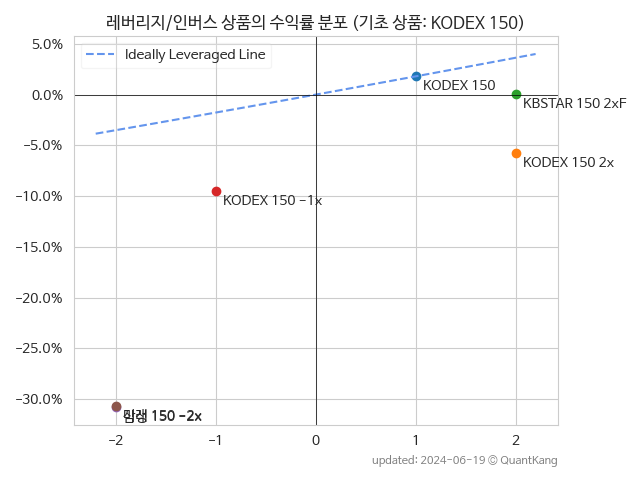 레버리지/인버스 상품의 수익률 분포 (기초 상품: KODEX 150)
5.0%
Ideally Leveraged Line
KODEX 150
0.0%
KBSTAR 150 2xF
−5.0%
KODEX 150 2x
−10.0%
KODEX 150 −1x
−15.0%
−20.0%
−25.0%
−30.0%
150 −2x
−2 −1 0 1 2
updated: 2024-06-19 © QuantKang